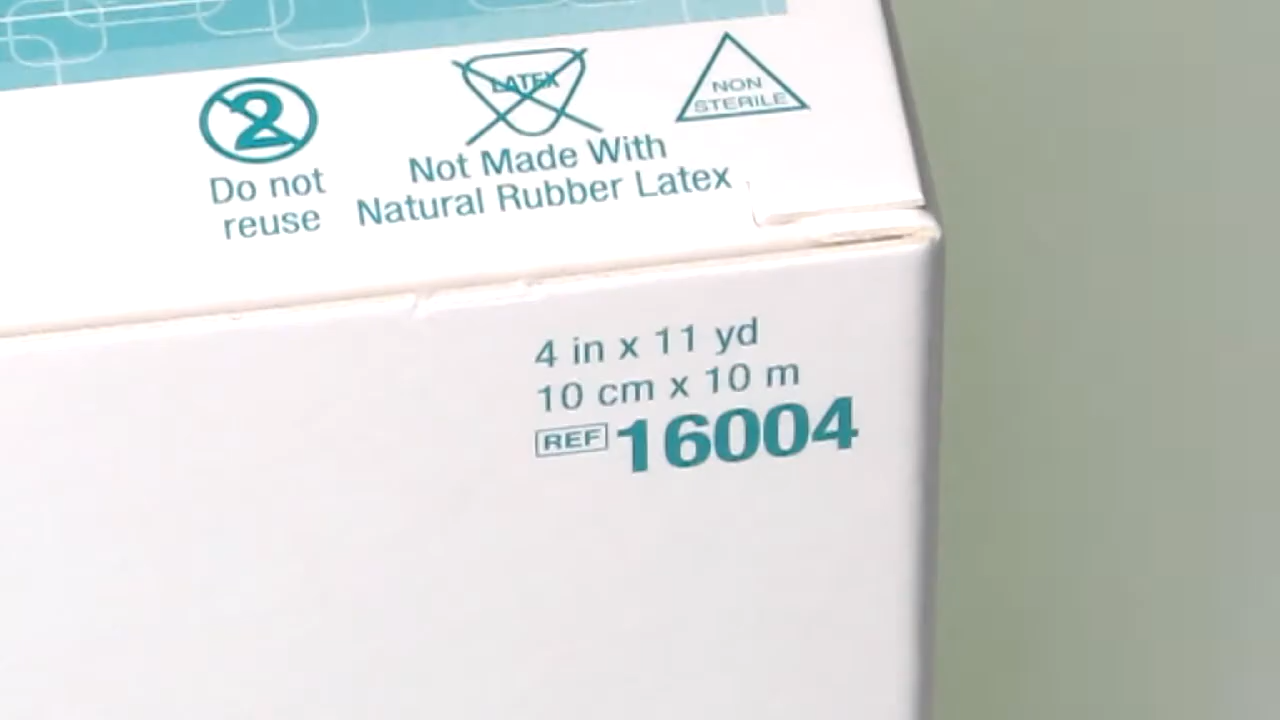 2
LATEX
NON
STERILE
Do not
reuse
Not Made With
Natural Rubber Latex
4 in x 11 yd
10 cm x 10 m
REF 16004